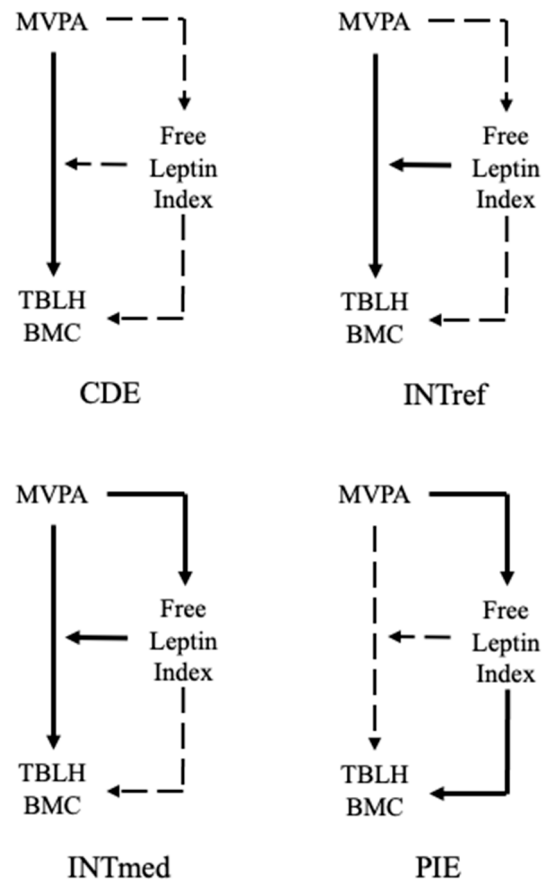 MVPA
Free
Leptin
Index
TBLH
BMC
CDE
MVPA
Free
Leptin
Index
TBLH
BMC
INTref
MVPA
Free
Leptin
Index
TBLH
BMC
INTmed
MVPA
Free
Leptin
Index
TBLH
BMC
PIE